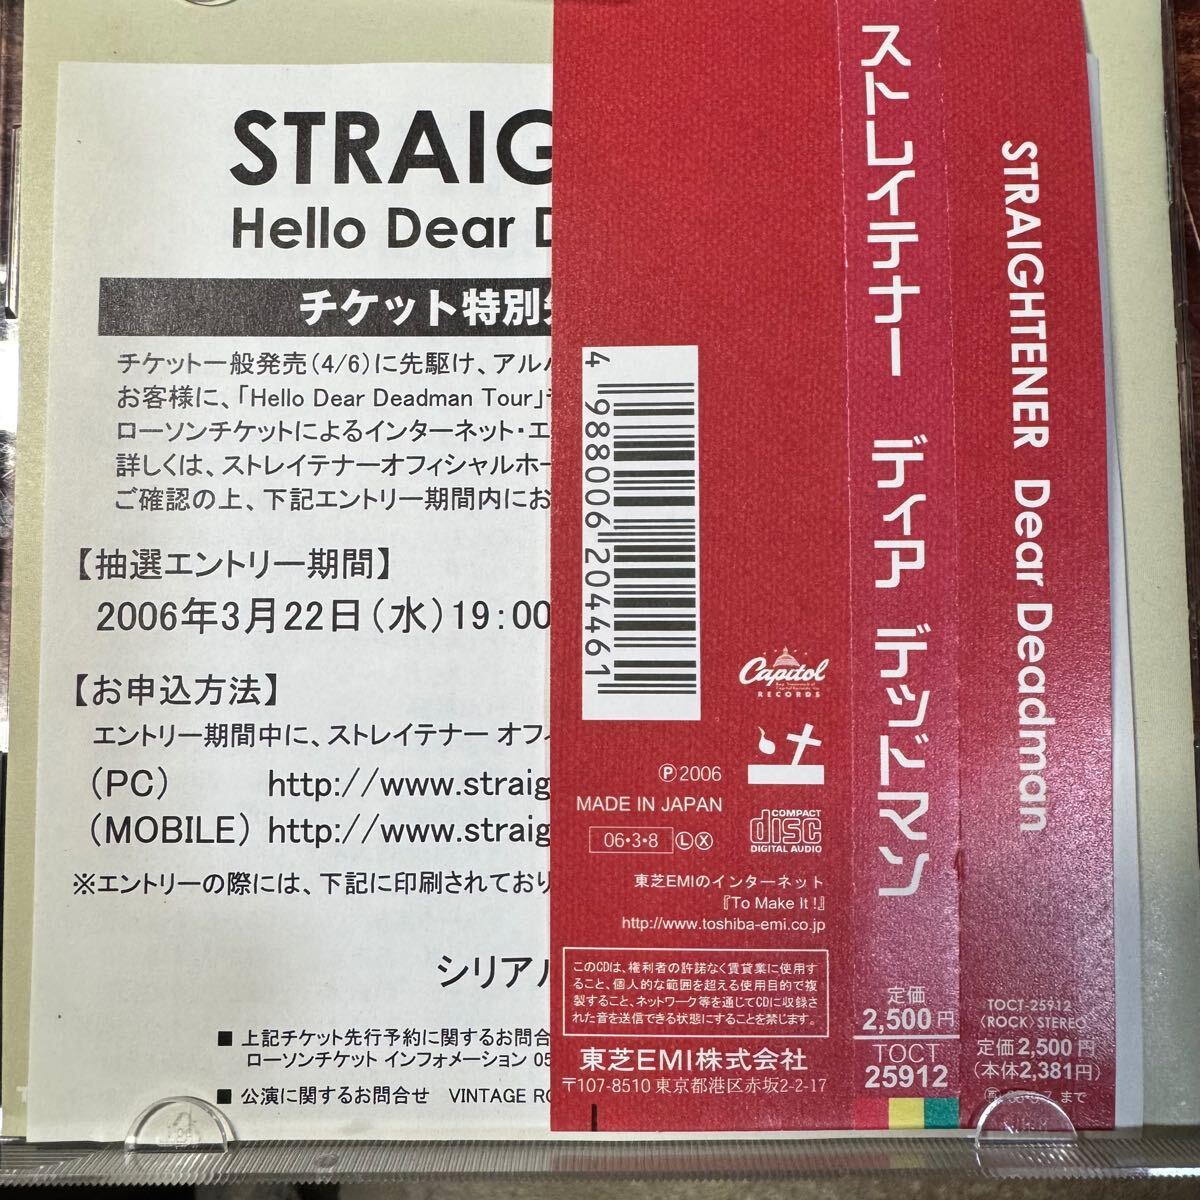 STRAIG
Hello Dear D
チケット特別
チケット一般発売(4/6)に先駆け、アル
お客様に、「Hello Dear Deadman Tour」
ローソンチケットによるインターネット・エ
詳しくは、ストレイテナーオフィシャルホー
ご確認の上、下記エントリー期間内にお
【抽選エントリー期間】
2006年3月22日(水)19:00
【お申込方法】
エントリー期間中に、ストレイテナー オフィ
(PC) http://www.straig
(MOBILE) http://www.straig
※エントリーの際には、下記に印刷されており
シリアル
■ 上記チケット先行予約に関するお問合
ローソンチケット インフォメーション 05
■ 公演に関するお問合せ VINTAGE RO
4 988006 204461
Capitol
RECORDS
Ⓟ2006
MADE IN JAPAN
06・3・8 Ⓛ Ⓧ
COMPACT
disc
DIGITAL AUDIO
東芝EMIのインターネット
『To Make It !』
http://www.toshiba-emi.co.jp
このCDは、権利者の許諾なく賃貸業に使用す
ること、個人的な範囲を超える使用目的で複
製すること、ネットワーク等を通じてCDに収録され
た音を送信できる状態にすることを禁じます。
東芝EMI株式会社
〒107-8510 東京都港区赤坂2-2-17
ストレイテナー ディア デッドマン
定価
2,500円
TOCT
25912
STRAIGHTENER Dear Deadman
TOCT-25912
〈ROCK〉STEREO
定価2,500円
(本体2,381円)